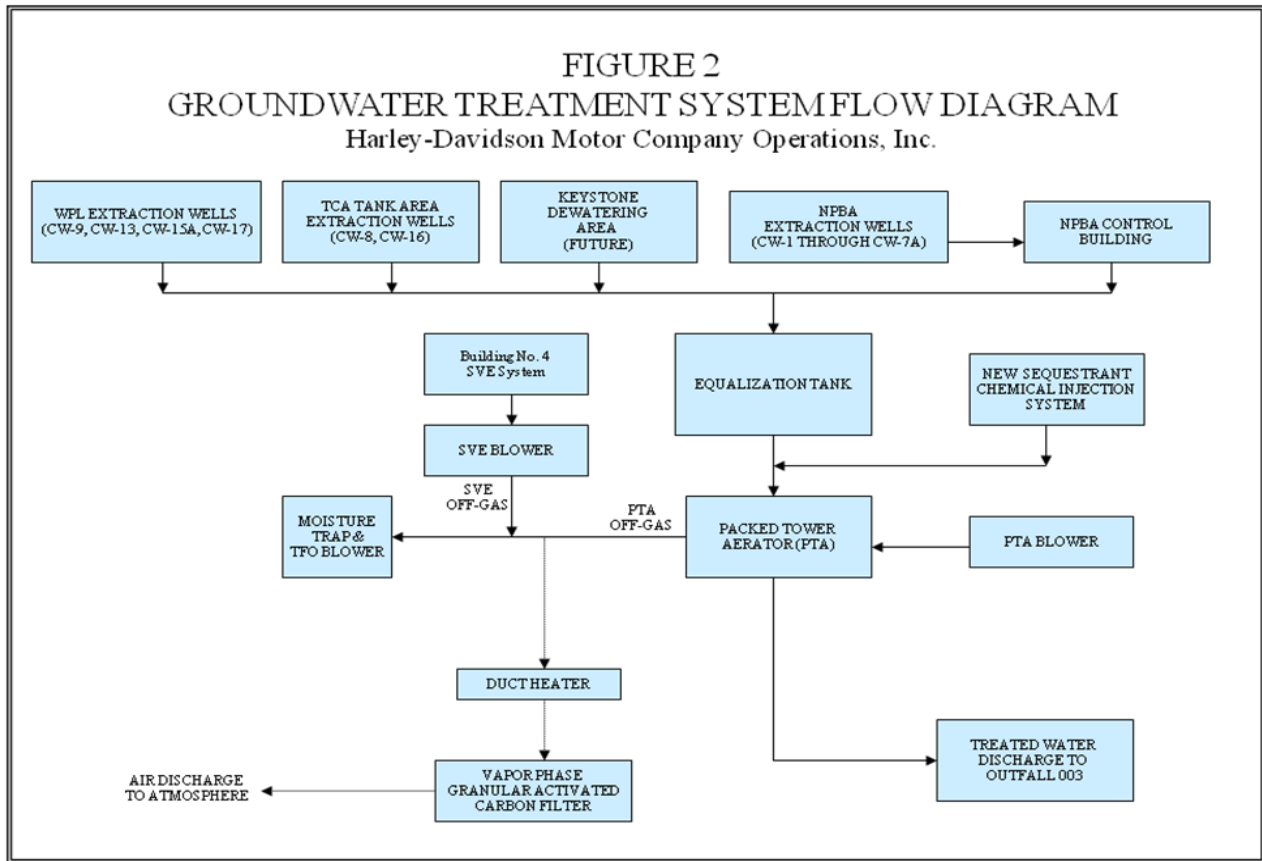 FIGURE 2
GROUNDWATER TREATMENT SYSTEM FLOW DIAGRAM
Harley-Davidson Motor Company Operations, Inc.
WPL EXTRACTION WELLS
(CW-9, CW-13, CW-15A, CW-17)
TCA TANK AREA
EXTRACTION WELLS
(CW-8, CW-16)
KEYSTONE
DEWATERING
AREA
(FUTURE)
NPBA
EXTRACTION WELLS
(CW-1 THROUGH CW-7A)
NPBA CONTROL
BUILDING
Building No. 4
SVE System
EQUALIZATION TANK
NEW SEQUESTRANT
CHEMICAL INJECTION
SYSTEM
SVE BLOWER
SVE
OFF-GAS
MOISTURE
TRAP &
TFO BLOWER
PTA
OFF-GAS
PACKED TOWER
AERATOR (PTA)
PTA BLOWER
DUCT HEATER
TREATED WATER
DISCHARGE TO
OUTFALL 003
AIR DISCHARGE
TO ATMOSPHERE
VAPOR PHASE
GRANULAR ACTIVATED
CARBON FILTER